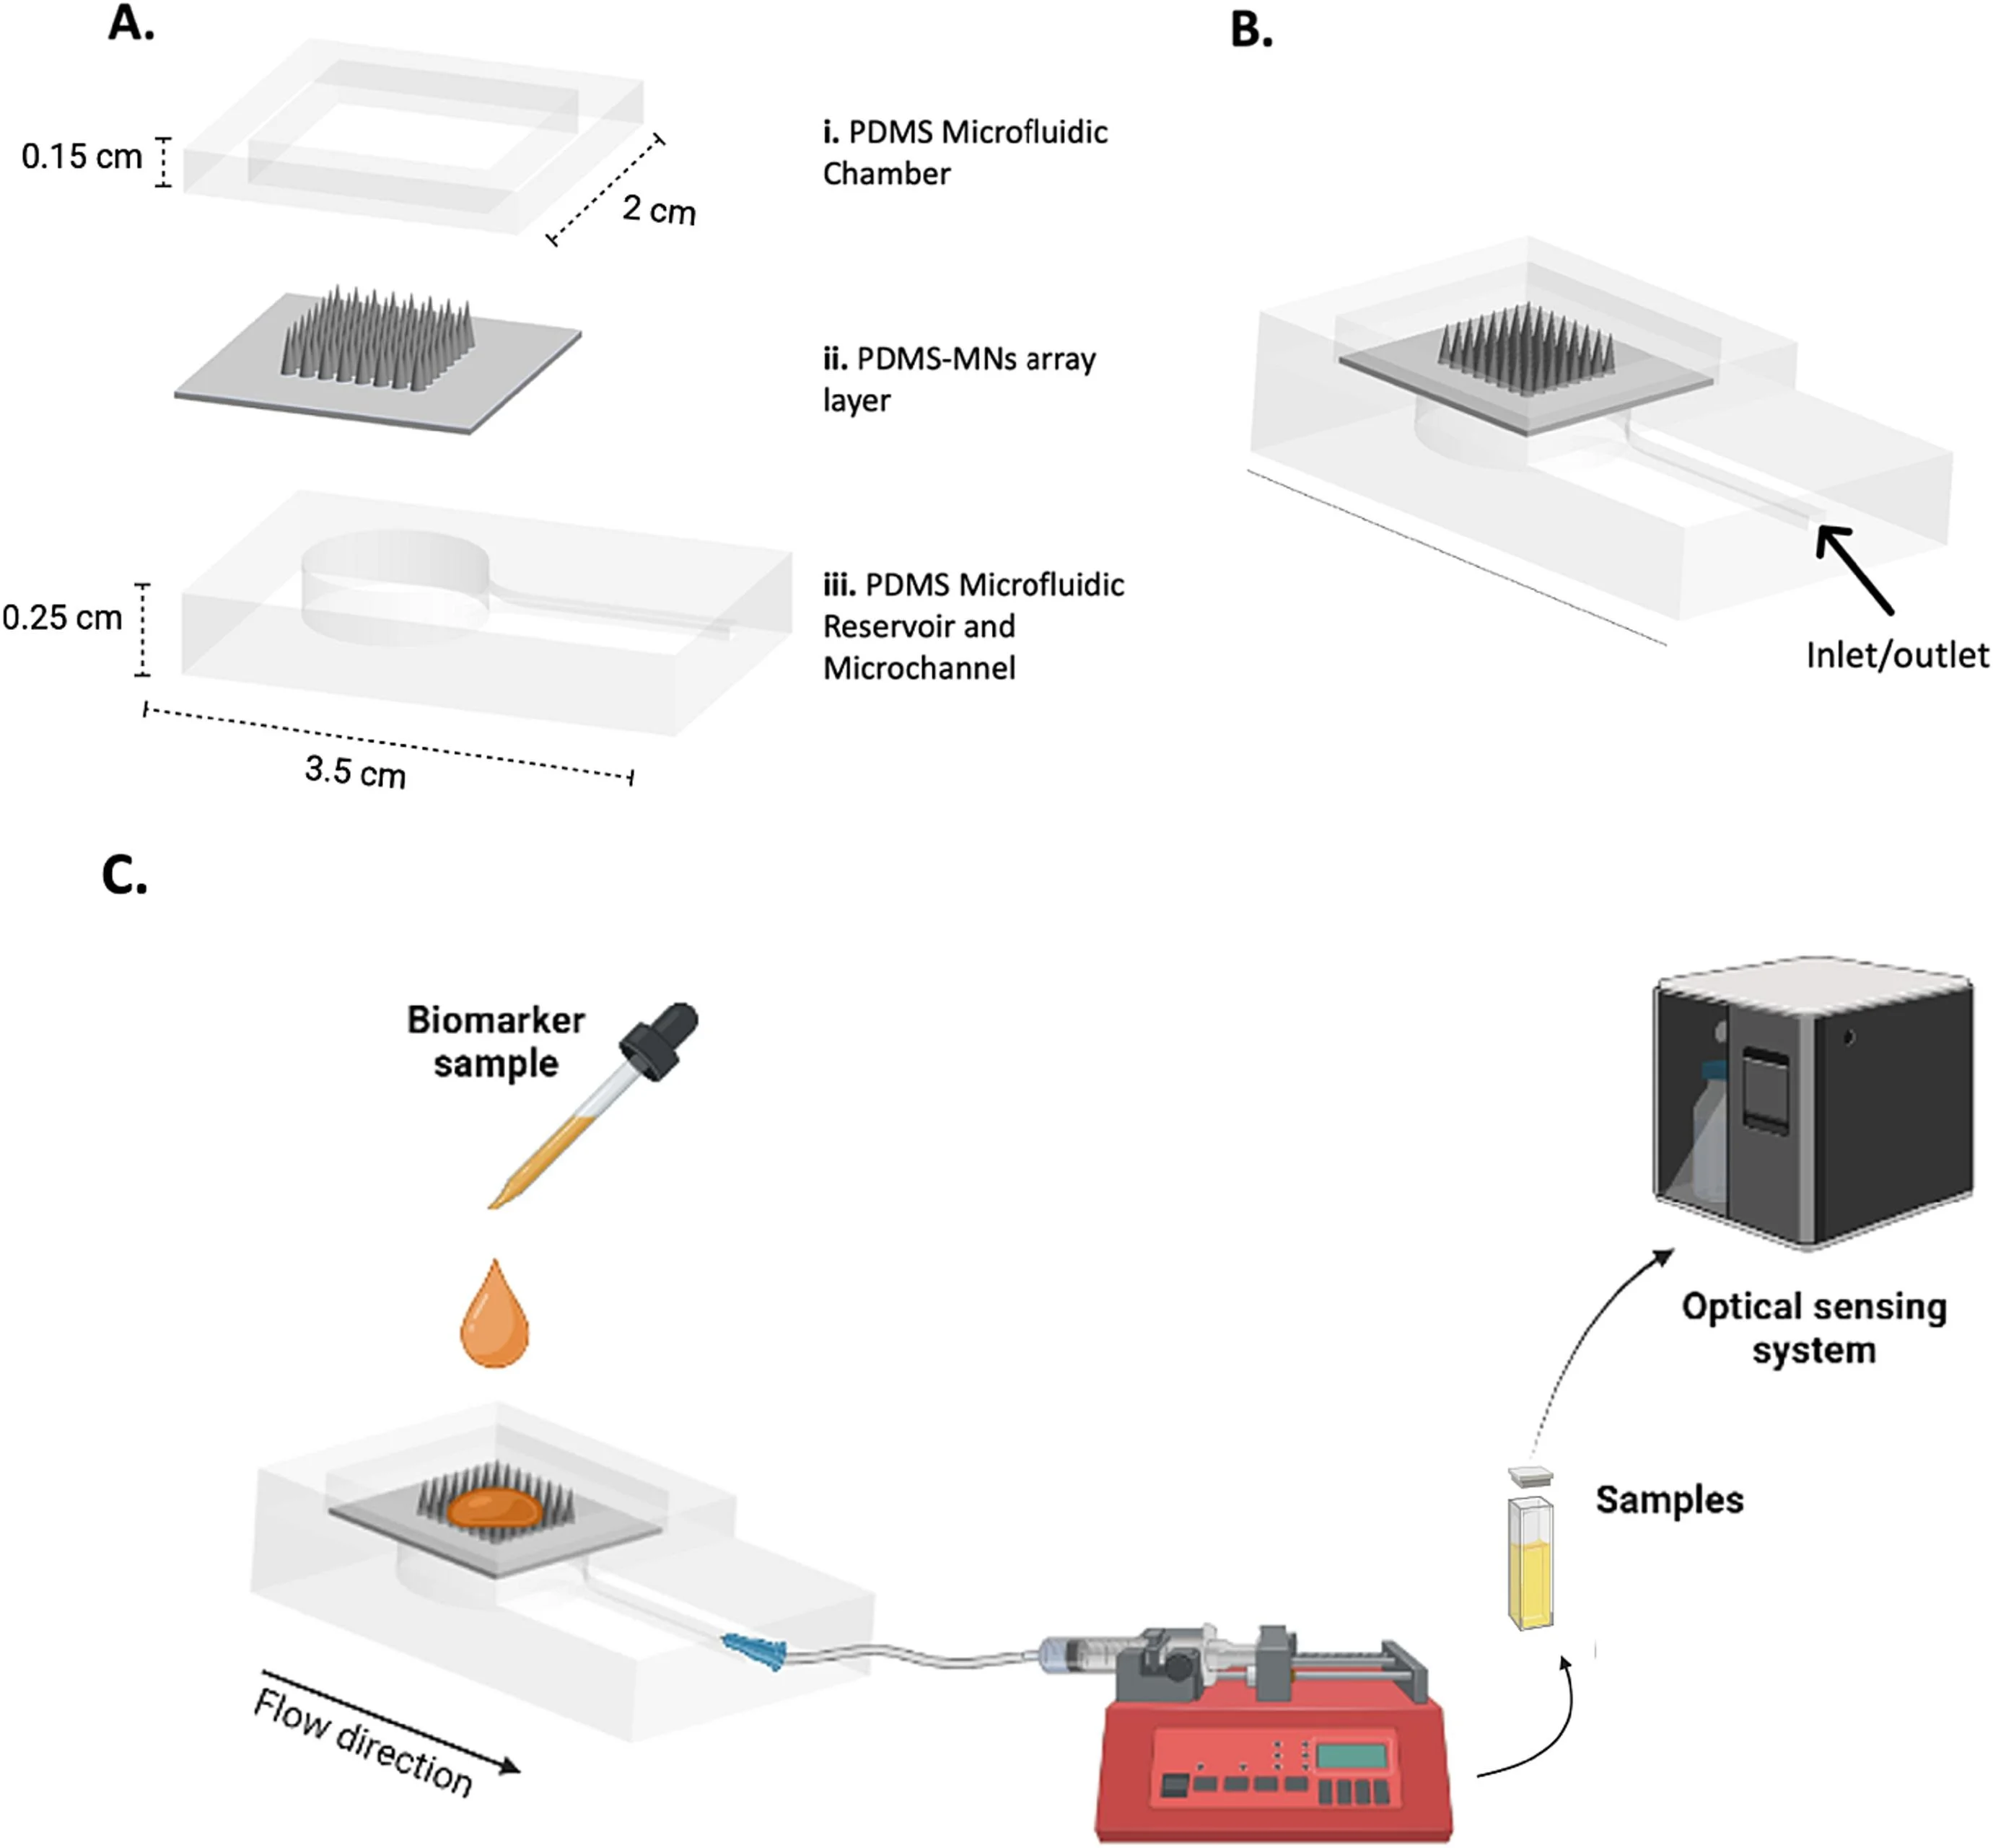 A.
0.15 cm
2 cm
i. PDMS Microfluidic
Chamber
ii. PDMS-MNs array
layer
0.25 cm
3.5 cm
iii. PDMS Microfluidic
Reservoir and
Microchannel
B.
Inlet/outlet
C.
Biomarker
sample
Flow direction
Samples
Optical sensing
system